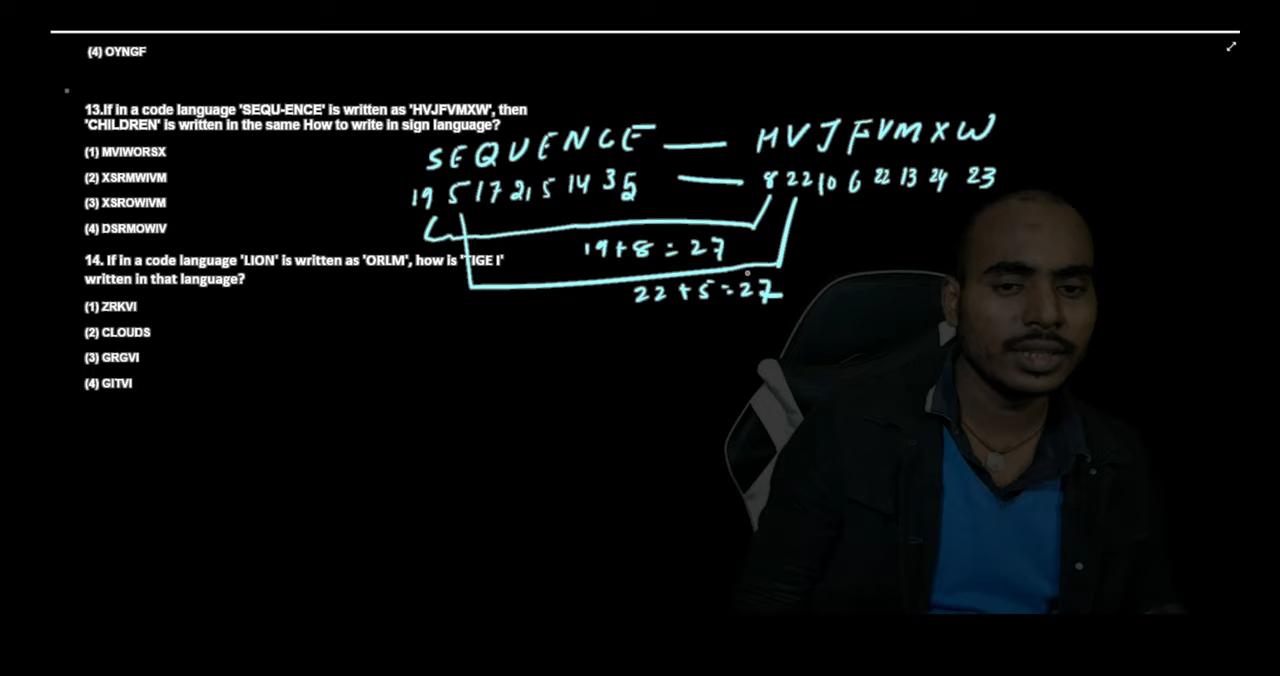 (4) OYNGF
13.If in a code language 'SEQU-ENCE' is written as 'HVJFVMXW', then
'CHILDREN' is written in the same How to write in sign language?
(1) MVIWORSX
(2) XSRMWIVM
(3) XSROWIVM
(4) DSRMOWIV
14. If in a code language 'LION' is written as 'ORLM', how is 'TIGE I'
written in that language?
(1) ZRKVI
(2) CLOUDS
(3) GRGVI
(4) GITVI
SEQUENCE — HVJFVMXW
19 5 17 21 5 14 3 5 — 8 22 10 6 22 13 24 23
19+8=27
22+5=27